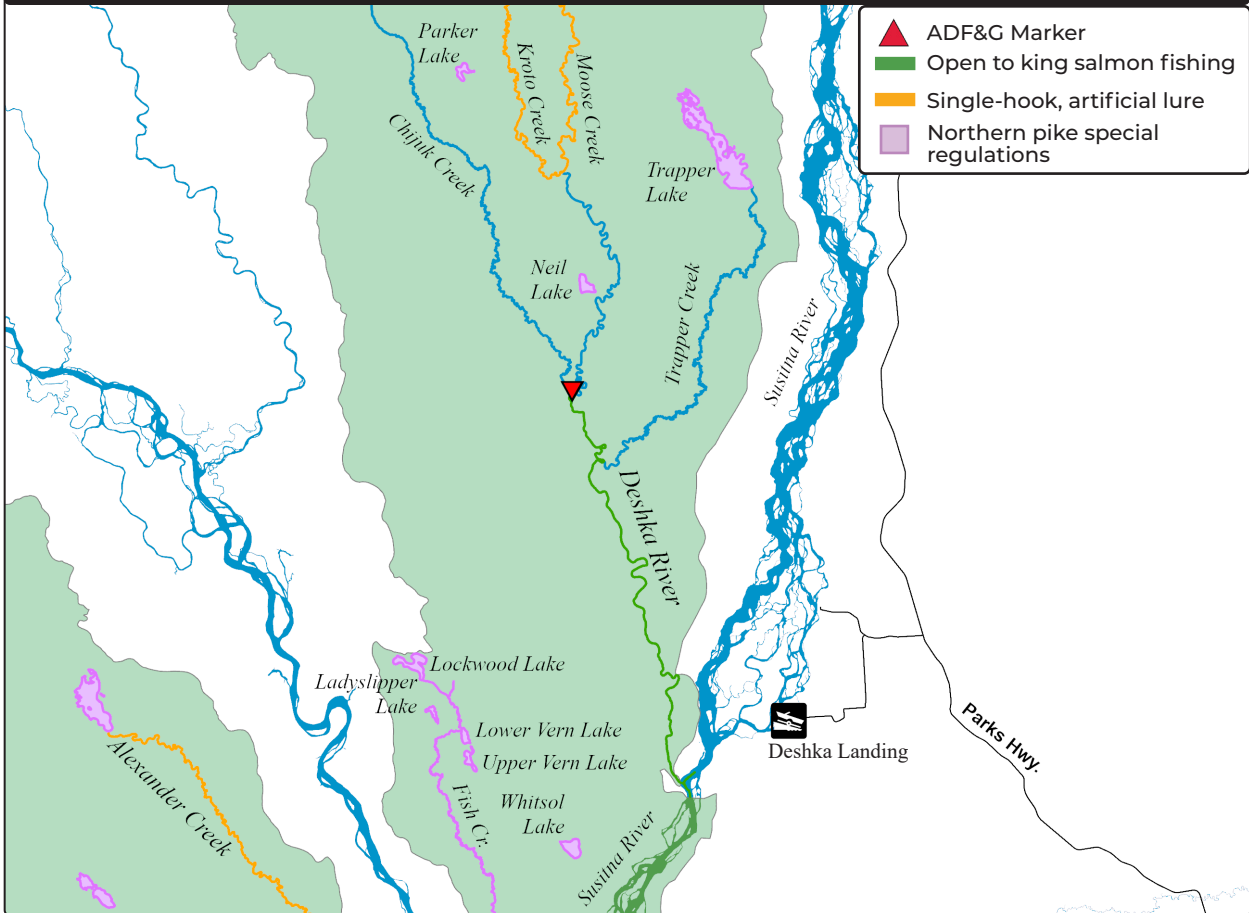 ADF&G Marker
Open to king salmon fishing
Single-hook, artificial lure
Northern pike special
regulations
Parker
Lake
Kroto Creek
Moose Creek
Chijuk Creek
Trapper
Lake
Neil
Lake
Trapper Creek
Susitna River
Deshka River
Lockwood Lake
Ladyslipper
Lake
Lower Vern Lake
Upper Vern Lake
Deshka Landing
Parks Hwy.
Alexander Creek
Fish Cr.
Whitsol
Lake
Susitna River